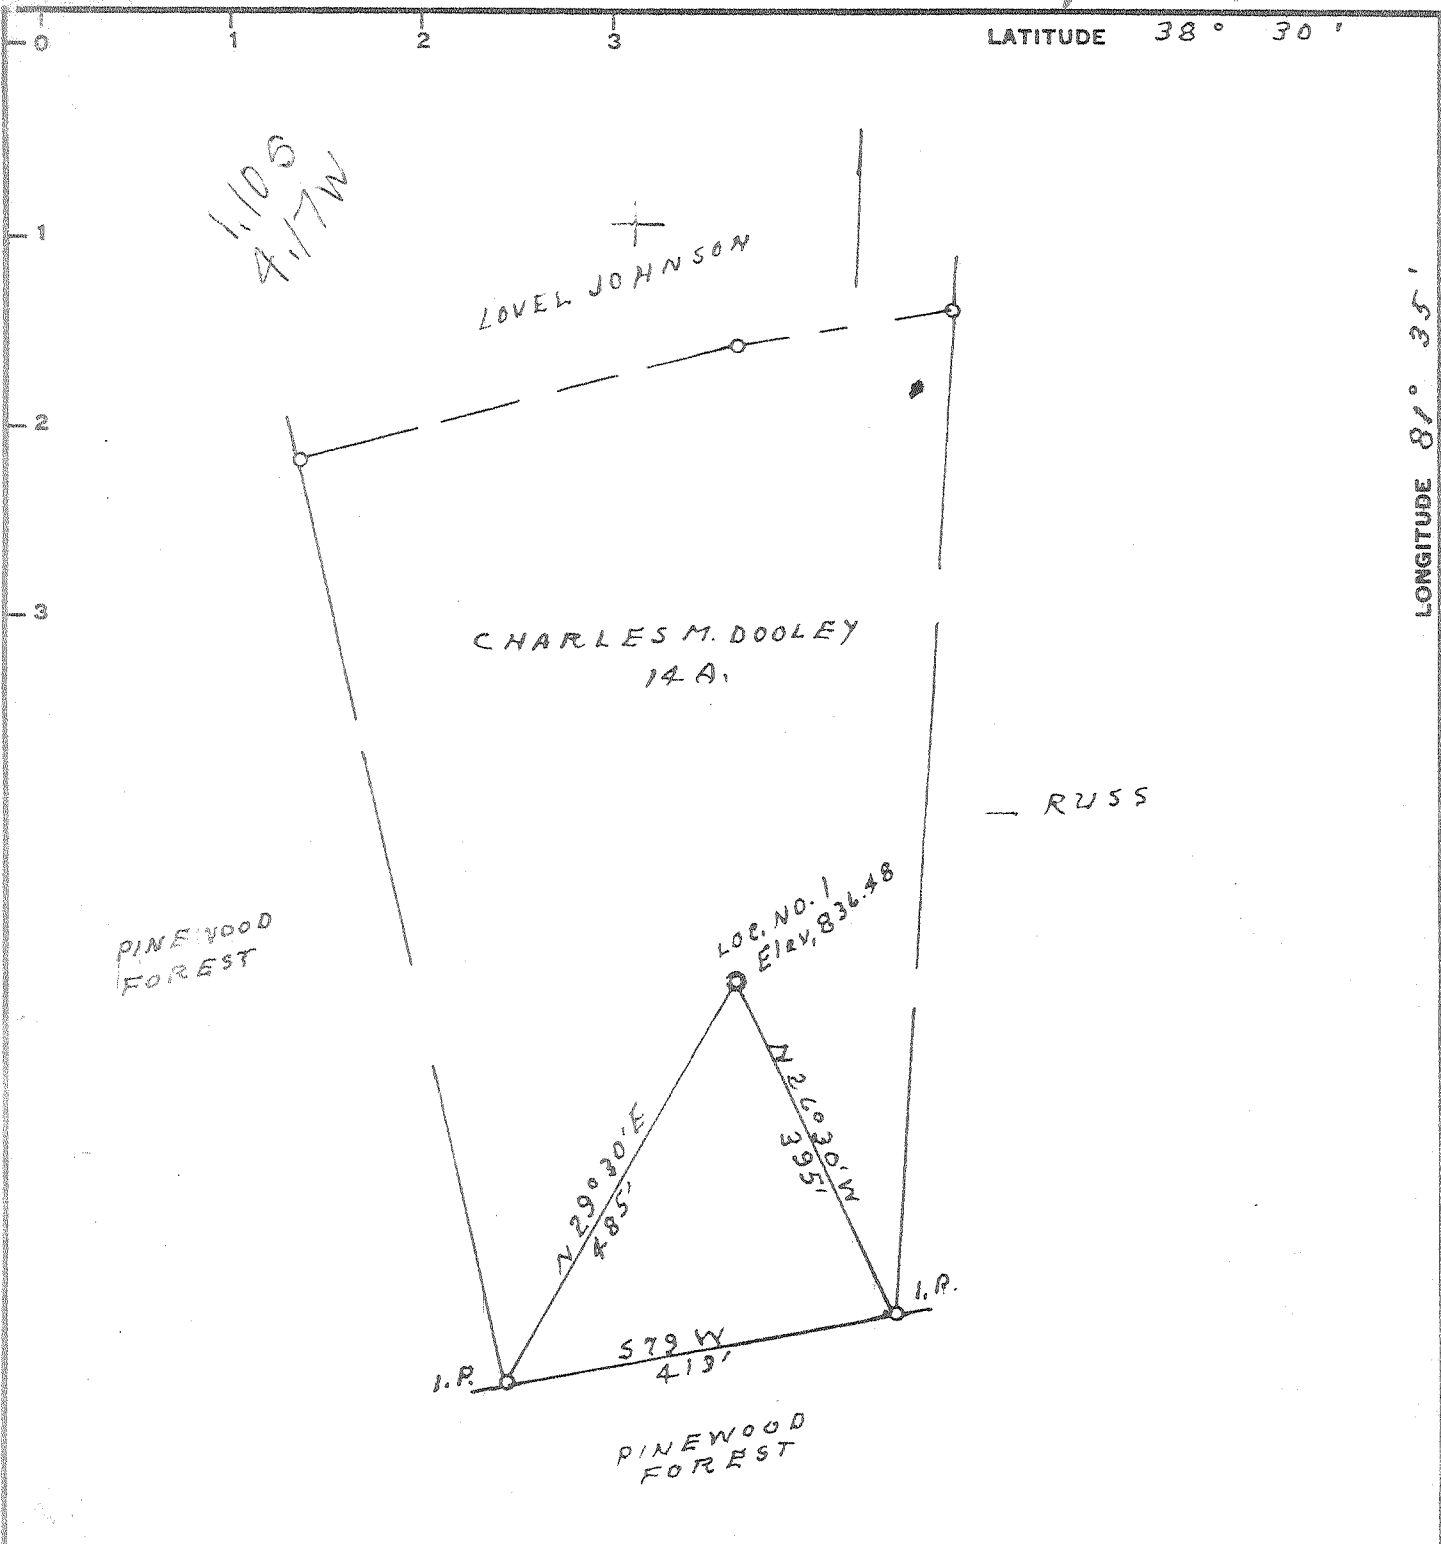 0 1 2 3
LATITUDE 38° 30'
1.10S
4.17W
1
LOVEL JOHNSON
LONGITUDE 81° 35'
2
3
CHARLES M. DOOLEY
14 A.
— RUSS
LOC. NO. 1
Elev. 836.48
PINEWOOD
FOREST
N 26° 30' W
395'
N 29° 30' E
485'
I.P.
S 79 W
413'
I.P.
PINEWOOD
FOREST